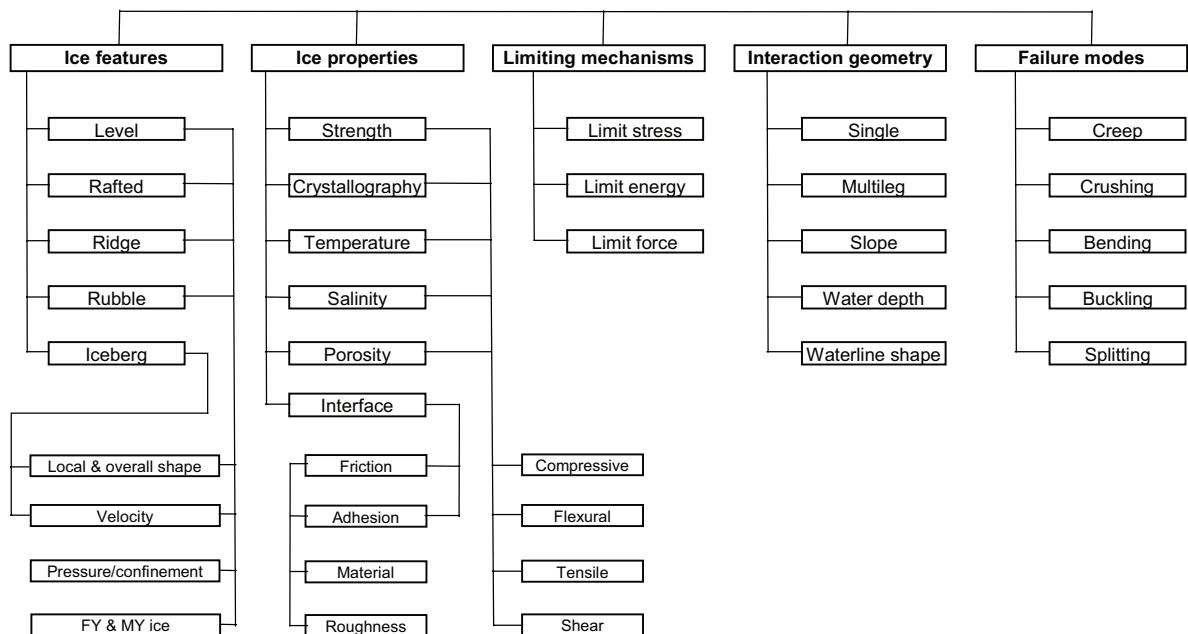 Ice features
Ice properties
Limiting mechanisms
Interaction geometry
Failure modes
Level
Rafted
Ridge
Rubble
Iceberg
Local & overall shape
Velocity
Pressure/confinement
FY & MY ice
Strength
Crystallography
Temperature
Salinity
Porosity
Interface
Friction
Adhesion
Material
Roughness
Compressive
Flexural
Tensile
Shear
Limit stress
Limit energy
Limit force
Single
Multileg
Slope
Water depth
Waterline shape
Creep
Crushing
Bending
Buckling
Splitting